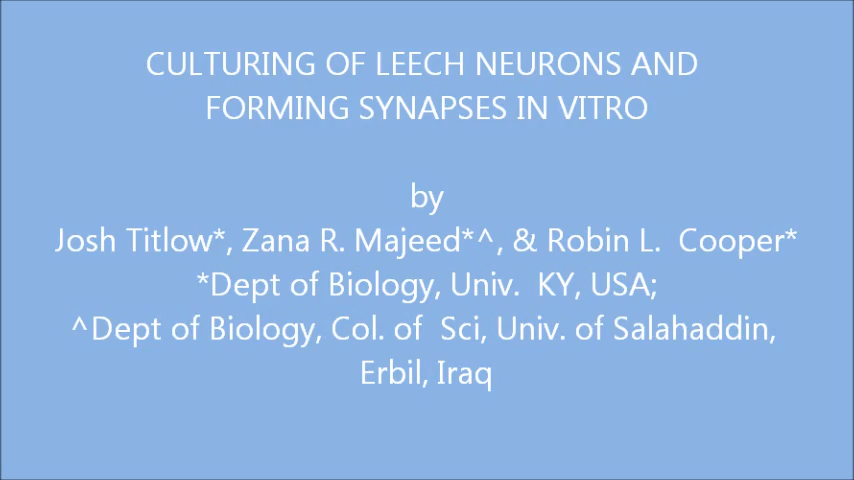 CULTURING OF LEECH NEURONS AND
FORMING SYNAPSES IN VITRO
by
Josh Titlow*, Zana R. Majeed*^, & Robin L.  Cooper*
*Dept of Biology, Univ.  KY, USA;
^Dept of Biology, Col. of  Sci, Univ. of Salahaddin,
Erbil, Iraq